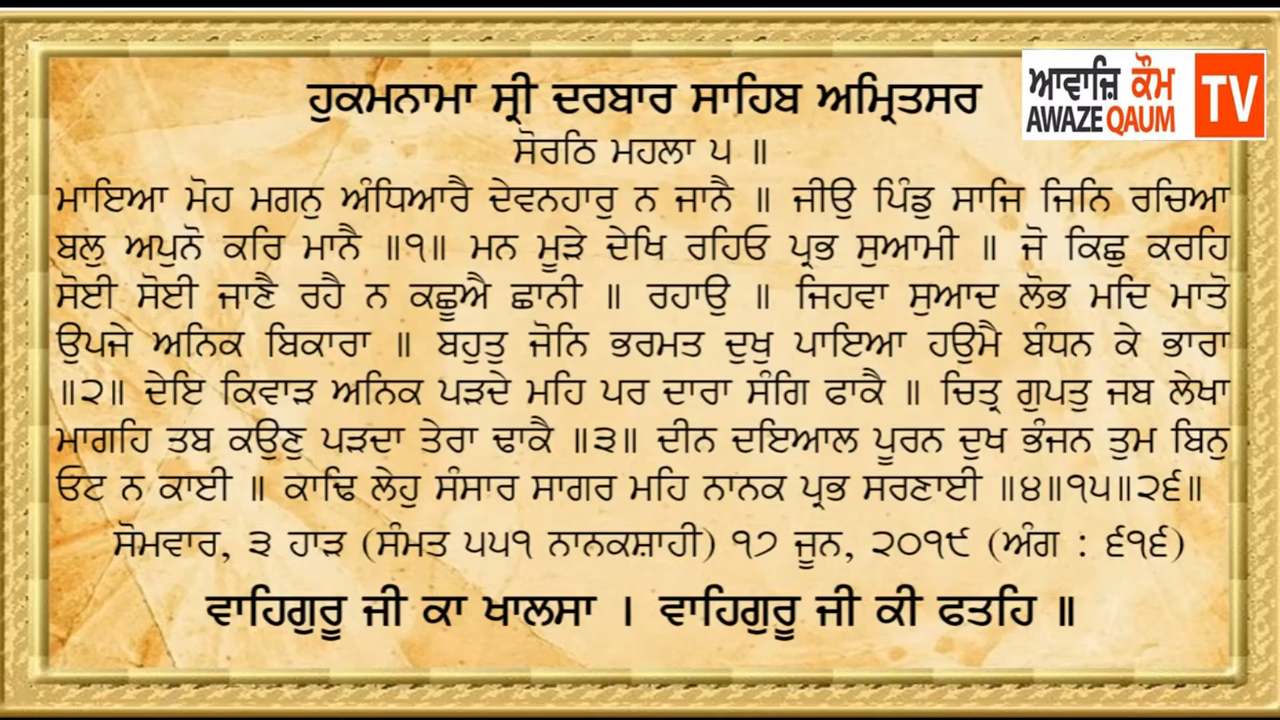 ਹੁਕਮਨਾਮਾ ਸ੍ਰੀ ਦਰਬਾਰ ਸਾਹਿਬ ਅਮ੍ਰਿਤਸਰ
ਆਵਾਜ਼ਿ ਕੌਮ
AWAZE QAUM
TV
ਸੋਰਠਿ ਮਹਲਾ ੫ ॥
ਮਾਇਆ ਮੋਹ ਮਗਨੁ ਅੰਧਿਆਰੈ ਦੇਵਨਹਾਰੁ ਨ ਜਾਨੈ ॥ ਜੀਉ ਪਿੰਡੁ ਸਾਜਿ ਜਿਨਿ ਰਚਿਆ
ਬਲੁ ਅਪੁਨੋ ਕਰਿ ਮਾਨੈ ॥੧॥ ਮਨ ਮੂੜੇ ਦੇਖਿ ਰਹਿਓ ਪ੍ਰਭ ਸੁਆਮੀ ॥ ਜੋ ਕਿਛੁ ਕਰਹਿ
ਸੋਈ ਸੋਈ ਜਾਣੈ ਰਹੈ ਨ ਕਛੂਐ ਛਾਨੀ ॥ ਰਹਾਉ ॥ ਜਿਹਵਾ ਸੁਆਦ ਲੋਭ ਮਦਿ ਮਾਤੋ
ਉਪਜੇ ਅਨਿਕ ਬਿਕਾਰਾ ॥ ਬਹੁਤੁ ਜੋਨਿ ਭਰਮਤ ਦੁਖੁ ਪਾਇਆ ਹਉਮੈ ਬੰਧਨ ਕੇ ਭਾਰਾ
॥੨॥ ਦੇਇ ਕਿਵਾੜ ਅਨਿਕ ਪੜਦੇ ਮਹਿ ਪਰ ਦਾਰਾ ਸੰਗਿ ਫਾਕੈ ॥ ਚਿਤ੍ਰ ਗੁਪਤੁ ਜਬ ਲੇਖਾ
ਮਾਗਹਿ ਤਬ ਕਉਣੁ ਪੜਦਾ ਤੇਰਾ ਢਾਕੈ ॥੩॥ ਦੀਨ ਦਇਆਲ ਪੂਰਨ ਦੁਖ ਭੰਜਨ ਤੁਮ ਬਿਨੁ
ਓਟ ਨ ਕਾਈ ॥ ਕਾਢਿ ਲੇਹੁ ਸੰਸਾਰ ਸਾਗਰ ਮਹਿ ਨਾਨਕ ਪ੍ਰਭ ਸਰਣਾਈ ॥੪॥੧੫॥੨੬॥
ਸੋਮਵਾਰ, ੩ ਹਾੜ (ਸੰਮਤ ੫੫੧ ਨਾਨਕਸ਼ਾਹੀ) ੧੭ ਜੂਨ, ੨੦੧੯ (ਅੰਗ : ੬੧੬)
ਵਾਹਿਗੁਰੂ ਜੀ ਕਾ ਖਾਲਸਾ । ਵਾਹਿਗੁਰੂ ਜੀ ਕੀ ਫਤਹਿ ॥